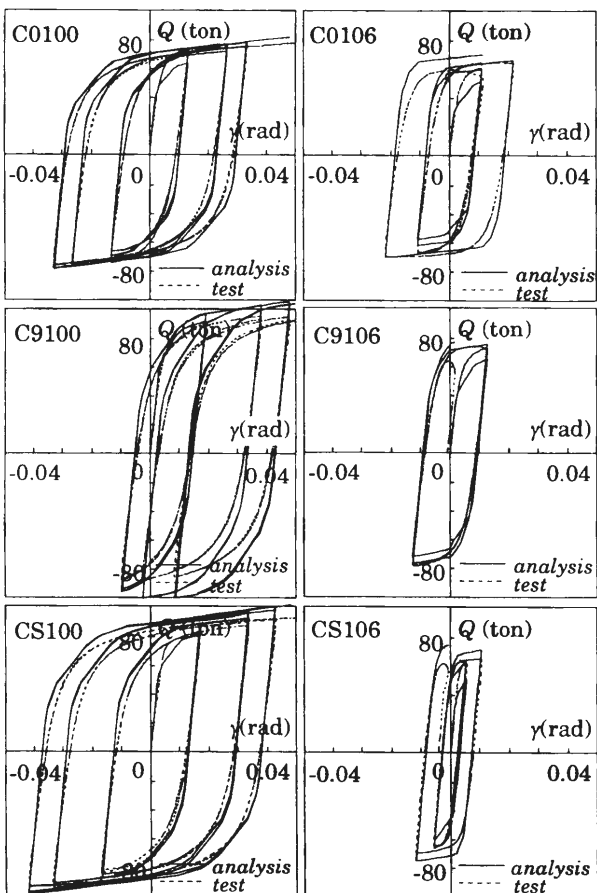 C0100 Q (ton)
80
γ(rad)
-0.04 0 0.04
-80
analysis
test
C0106 Q (ton)
80
γ(rad)
-0.04 0 0.04
-80
analysis
test
C9100 Q (ton)
80
γ(rad)
-0.04 0 0.04
-80
analysis
test
C9106 Q (ton)
80
γ(rad)
-0.04 0 0.04
-80
analysis
test
CS100 Q (ton)
80
γ(rad)
-0.04 0 0.04
-80
analysis
test
CS106 Q (ton)
80
γ(rad)
-0.04 0 0.04
-80
analysis
test